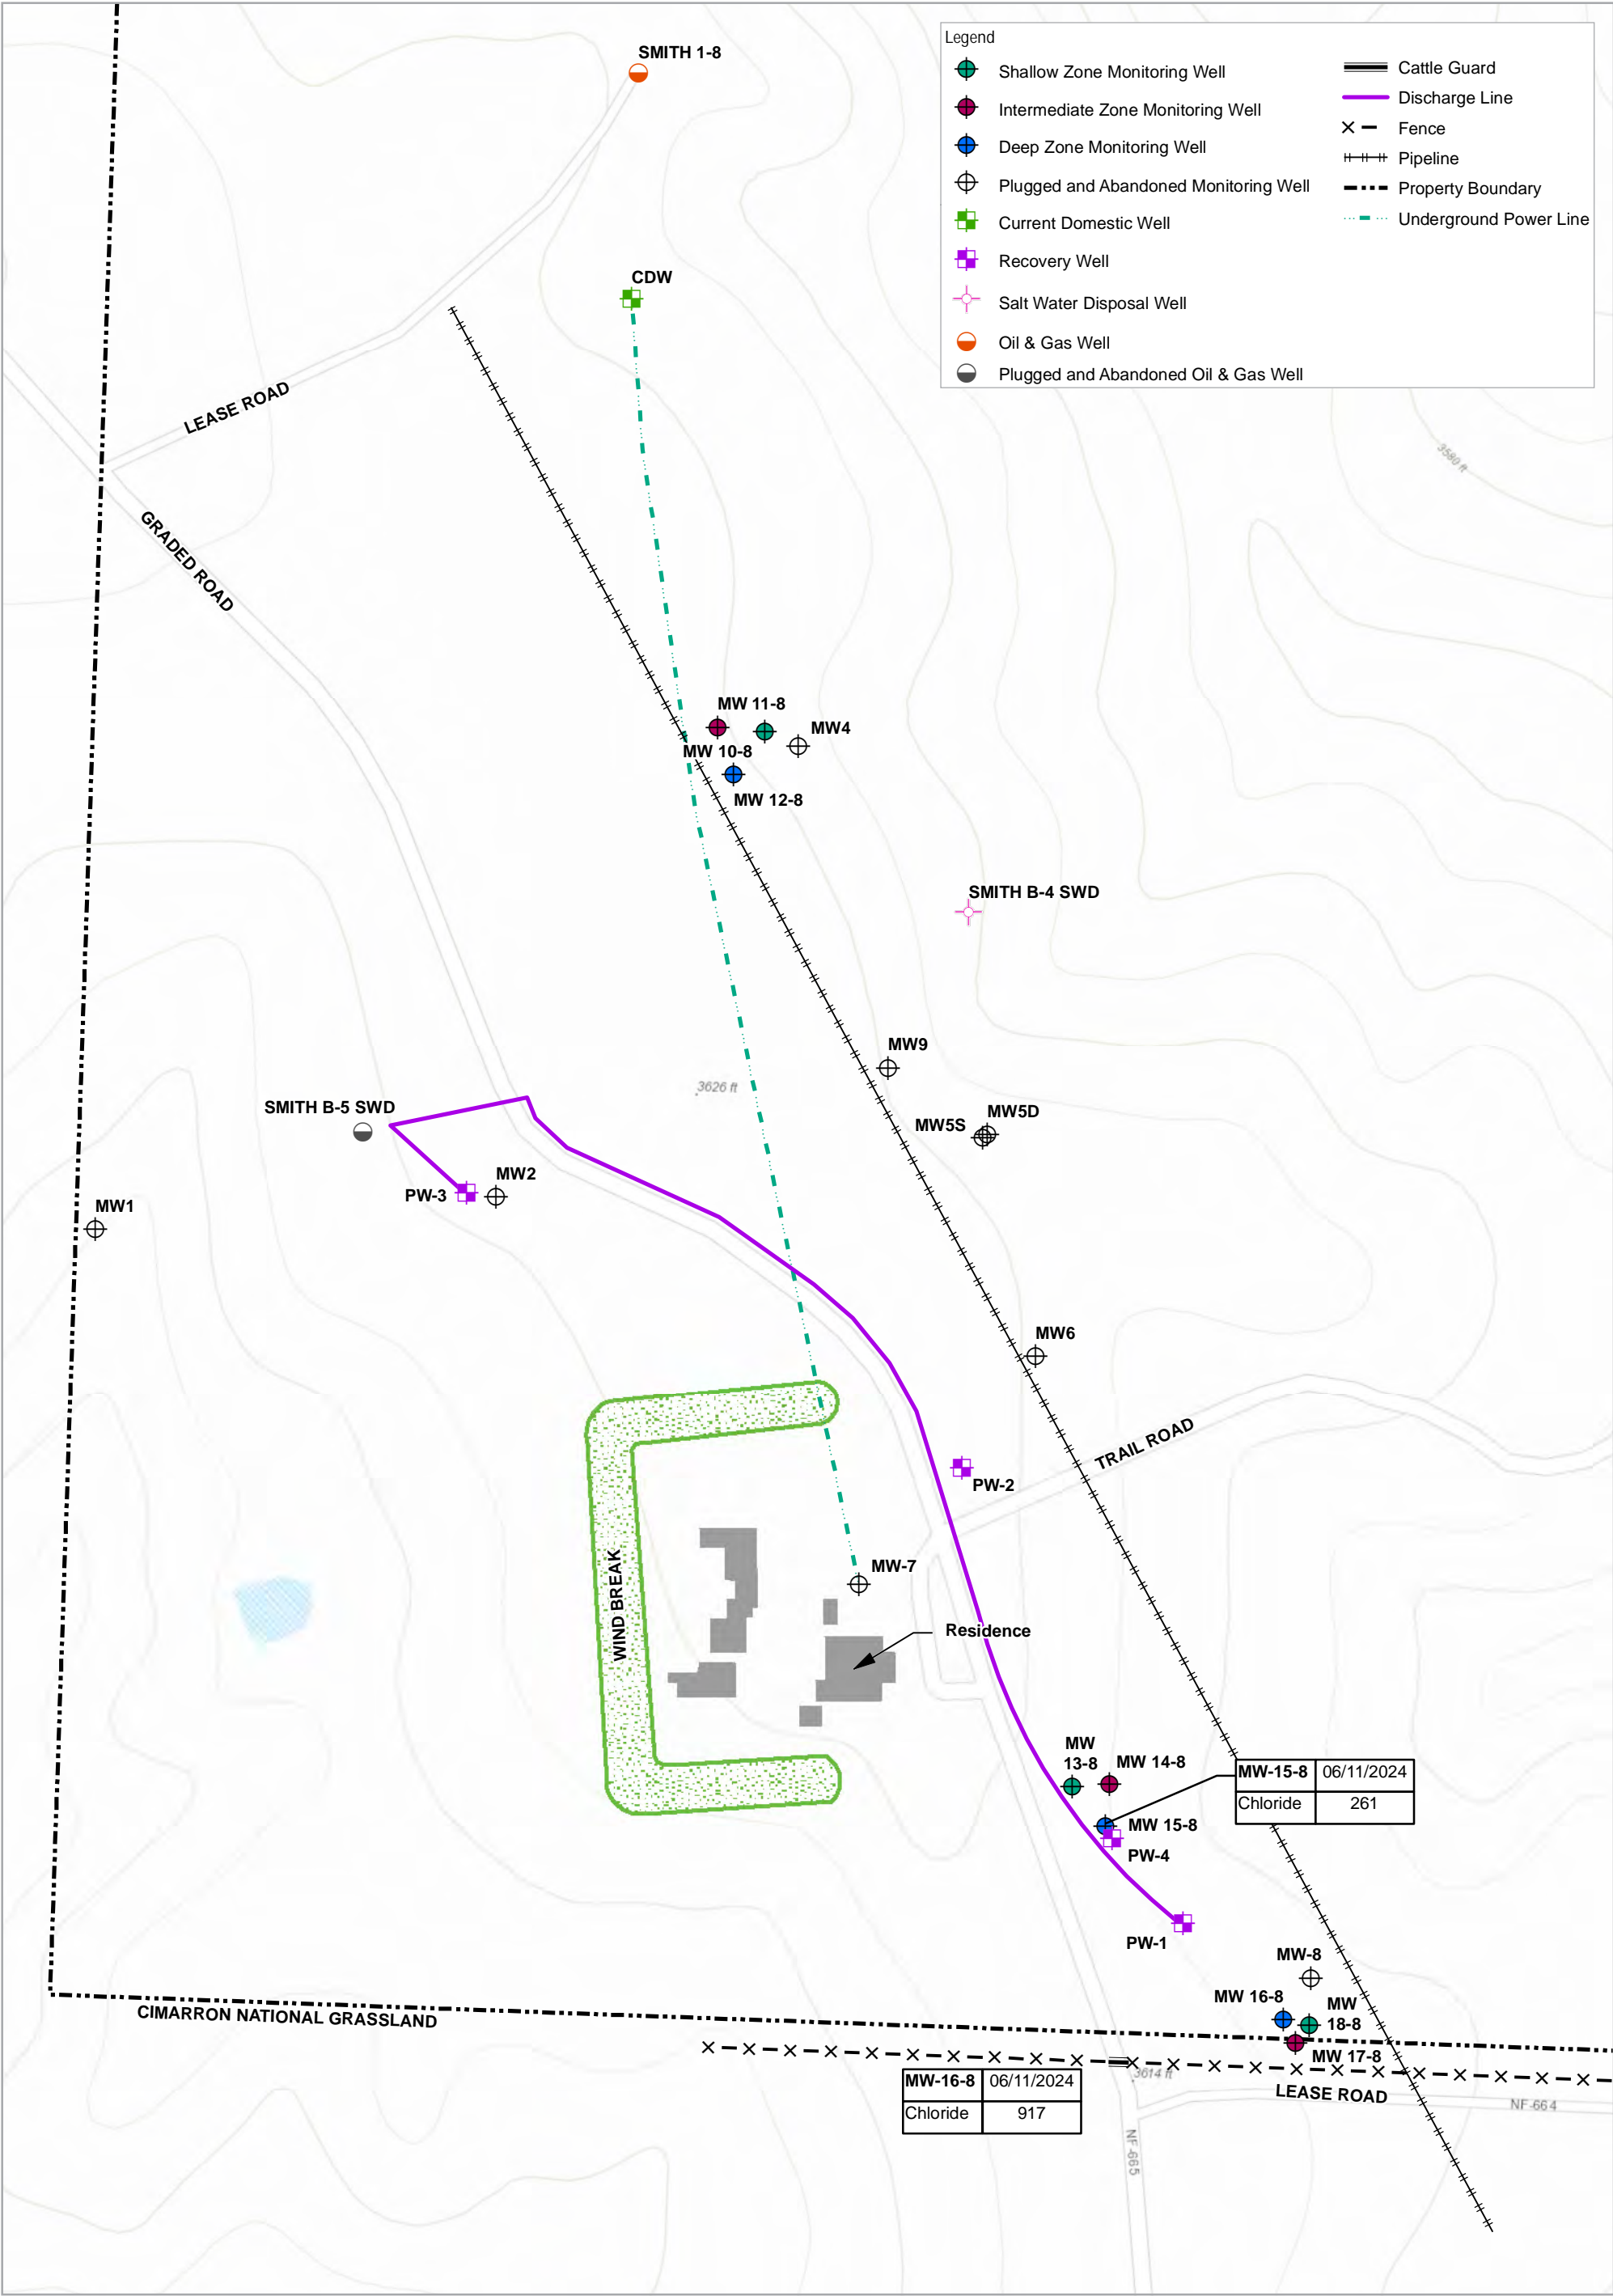 SMITH 1-8
Legend
Shallow Zone Monitoring Well
Intermediate Zone Monitoring Well
Deep Zone Monitoring Well
Plugged and Abandoned Monitoring Well
Current Domestic Well
Recovery Well
Salt Water Disposal Well
Oil & Gas Well
Plugged and Abandoned Oil & Gas Well
Cattle Guard
Discharge Line
Fence
Pipeline
Property Boundary
Underground Power Line
CDW
LEASE ROAD
3580 ft
GRADED ROAD
MW 11-8
MW4
MW 10-8
MW 12-8
SMITH B-4 SWD
MW9
3626 ft
SMITH B-5 SWD
MW5D
MW5S
MW2
PW-3
MW1
MW6
TRAIL ROAD
PW-2
WIND BREAK
MW-7
Residence
MW
13-8
MW 14-8
MW-15-8 06/11/2024
Chloride 261
MW 15-8
PW-4
PW-1
MW-8
MW 16-8
MW
18-8
CIMARRON NATIONAL GRASSLAND
MW 17-8
3614 ft
MW-16-8 06/11/2024
Chloride 917
LEASE ROAD
NF-664
NF-665